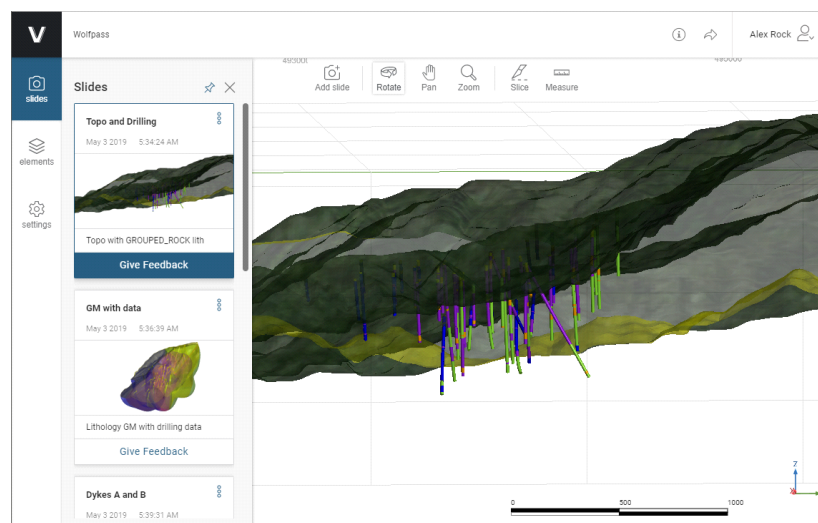 V
Wolfpass
Alex Rock
slides
elements
settings
Slides
Topo and Drilling
May 3 2019 5:34:24 AM
Topo with GROUPED_ROCK lith
Give Feedback
GM with data
May 3 2019 5:36:39 AM
Lithology GM with drilling data
Give Feedback
Dykes A and B
May 3 2019 5:39:31 AM
Add slide
Rotate
Pan
Zoom
Slice
Measure
Z
0 500 1000